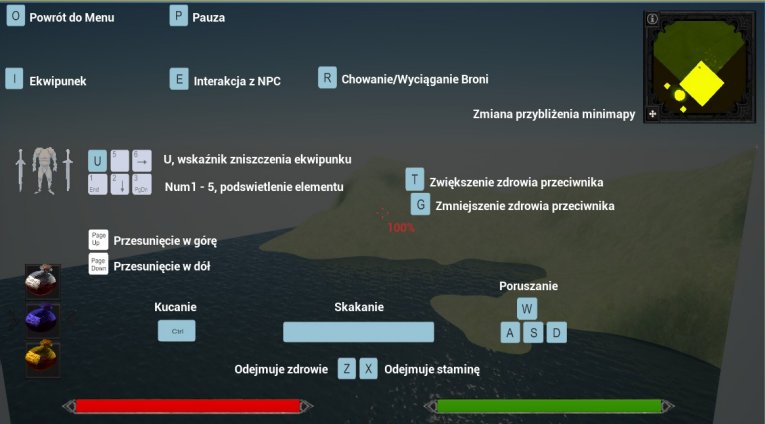 O Powrót do Menu
P Pauza
I Ekwipunek
E Interakcja z NPC
R Chowanie/Wyciąganie Broni
Zmiana przybliżenia minimapy
U 5 6 →
U, wskaźnik zniszczenia ekwipunku
1 End 2 ↓ 3 PgDn
Num1 - 5, podswietlenie elementu
T Zwiększenie zdrowia przeciwnika
G Zmniejszenie zdrowia przeciwnika
100%
Page Up Przesunięcie w górę
Page Down Przesunięcie w dół
Kucanie
Ctrl
Skakanie
Poruszanie
W
A S D
Odejmuje zdrowie Z X Odejmuje staminę